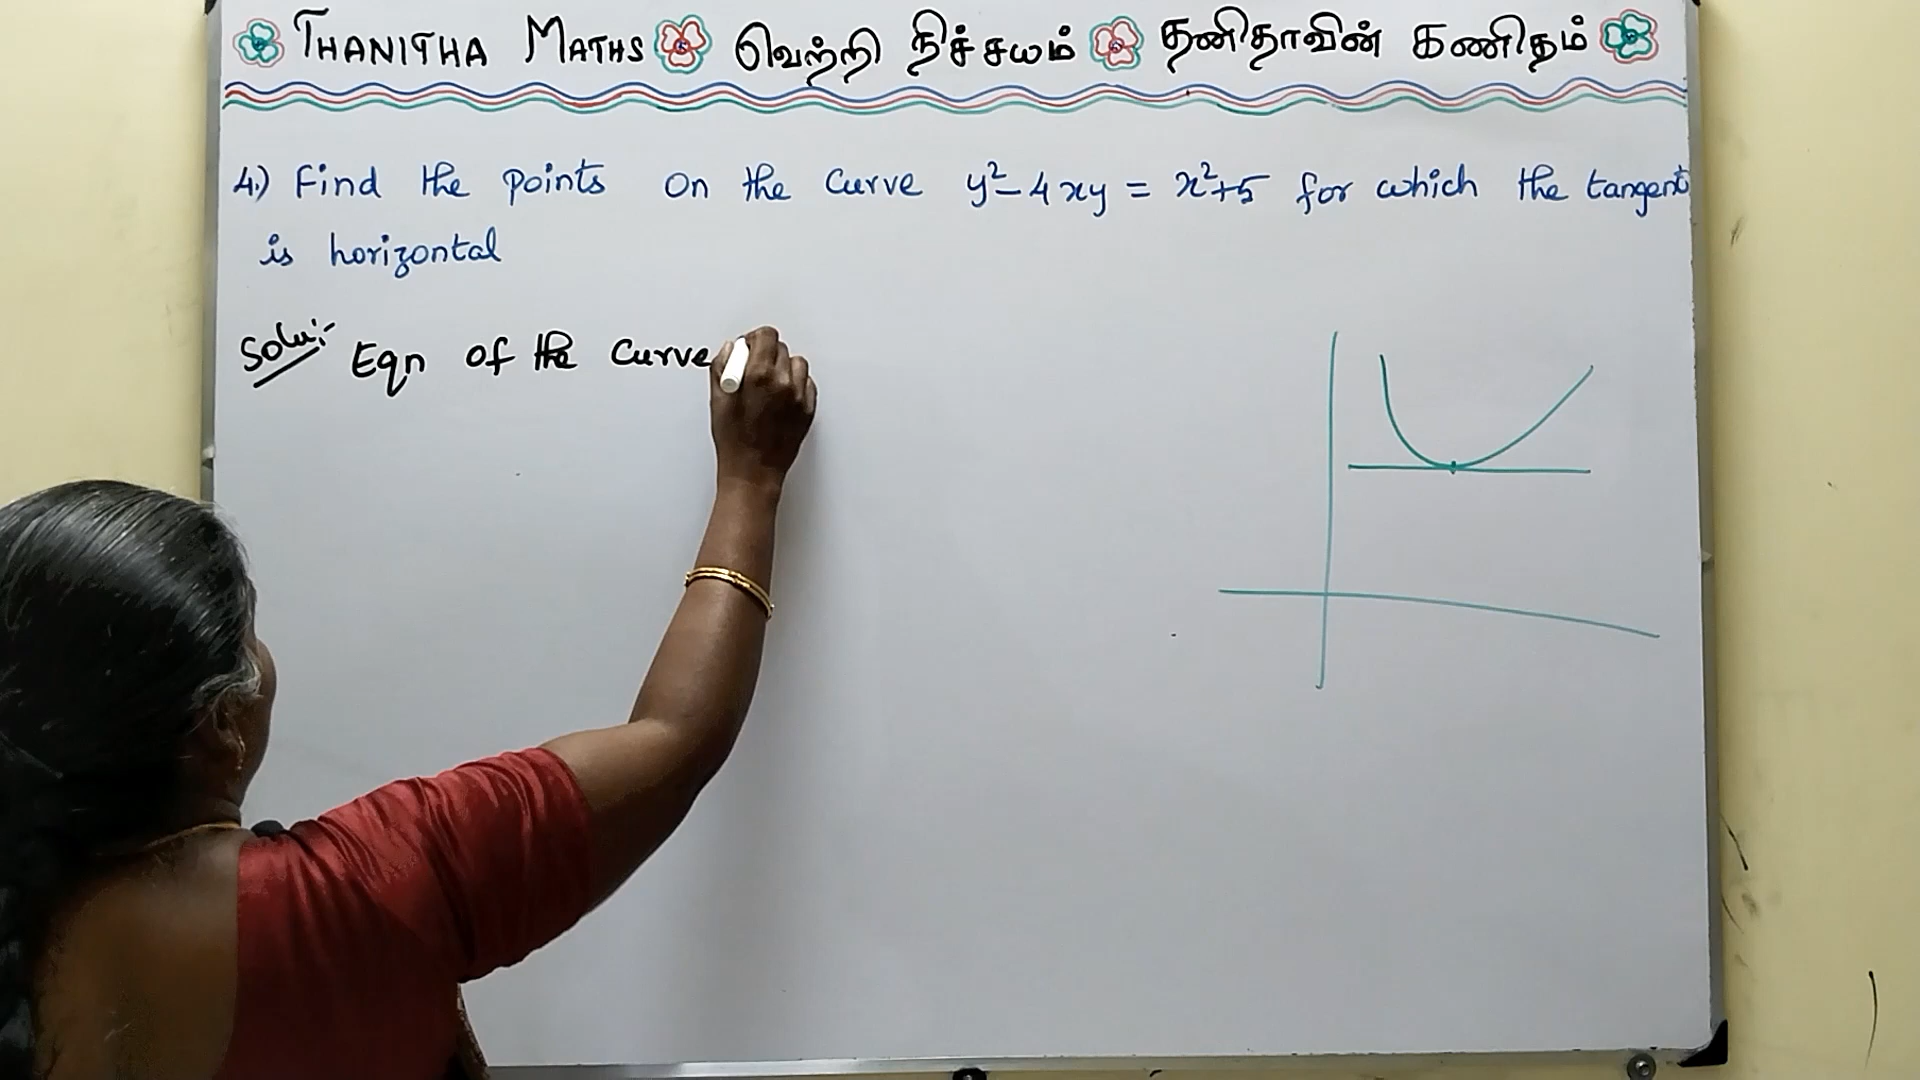 THANITHA MATHS வெற்றி நிச்சயம் தனிதாவின் கணிதம்
4.) Find the points on the curve y²-4xy = x²+5 for which the tangent
is horizontal
Solu:- Eqn of the curve